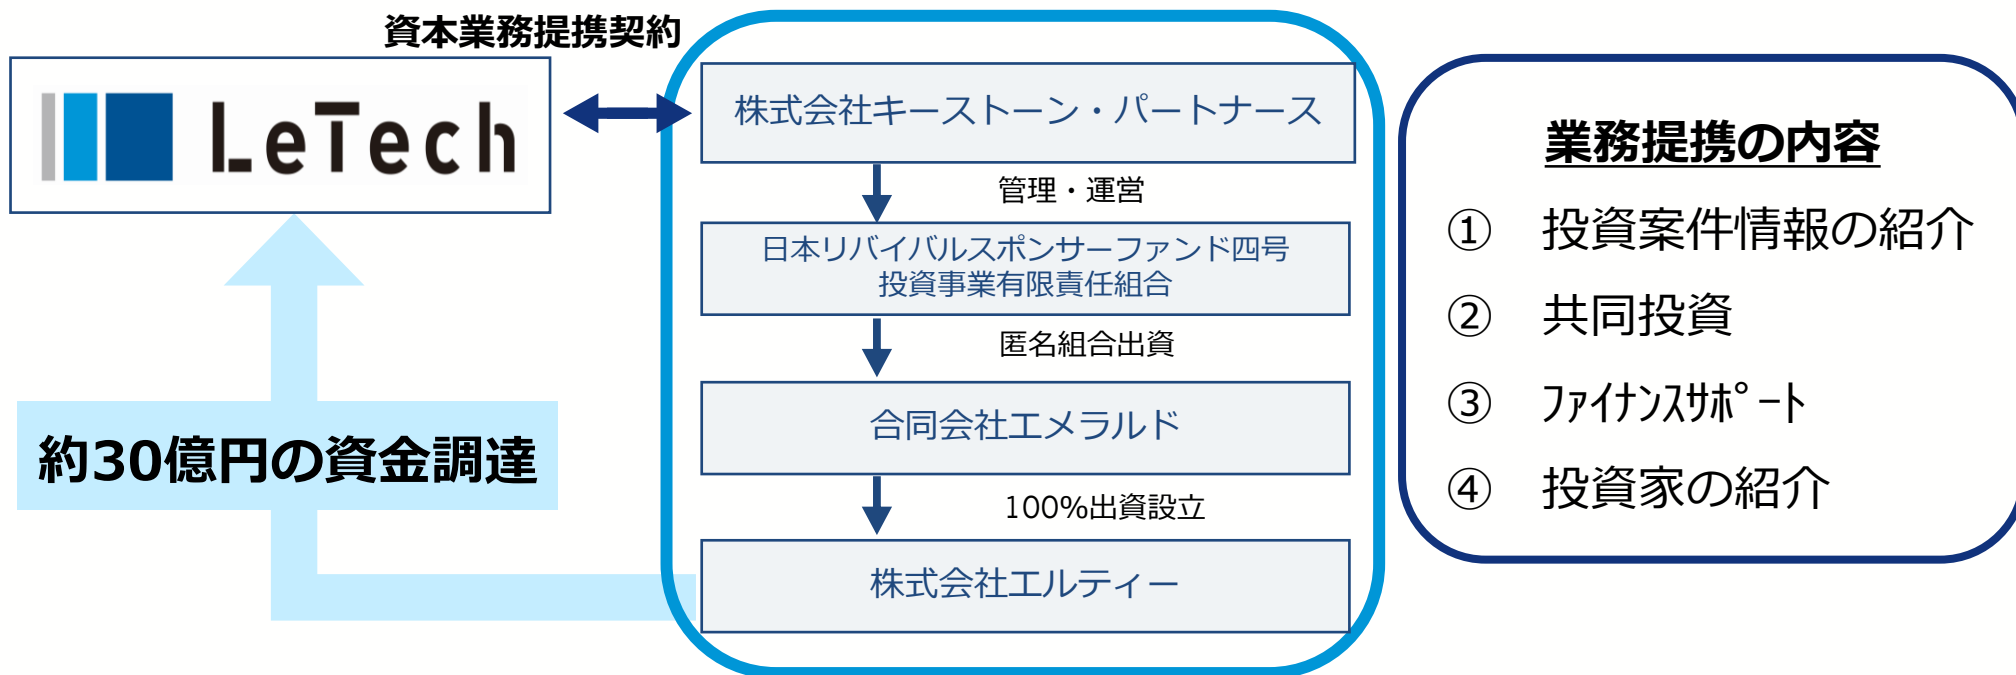 資本業務提携契約
LeTech
約30億円の資金調達
株式会社キーストーン・パートナース
管理・運営
日本リバイバルスポンサーファンド四号
投資事業有限責任組合
匿名組合出資
合同会社エメラルド
100%出資設立
株式会社エルティー
業務提携の内容
① 投資案件情報の紹介
② 共同投資
③ ファイナンスサポート
④ 投資家の紹介